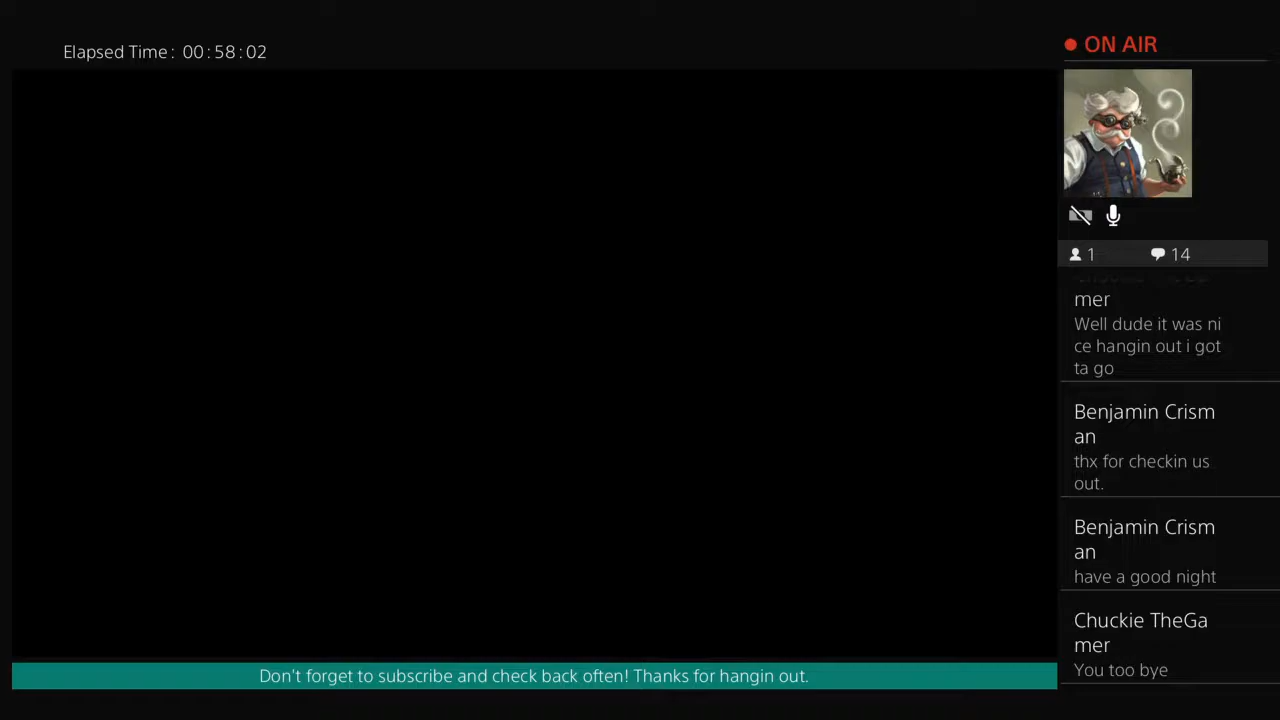 Elapsed Time: 00:58:02
ON AIR
1
14
mer
Well dude it was ni
ce hangin out i got
ta go
Benjamin Crism
an
thx for checkin us
out.
Benjamin Crism
an
have a good night
Chuckie TheGa
mer
You too bye
Don't forget to subscribe and check back often! Thanks for hangin out.